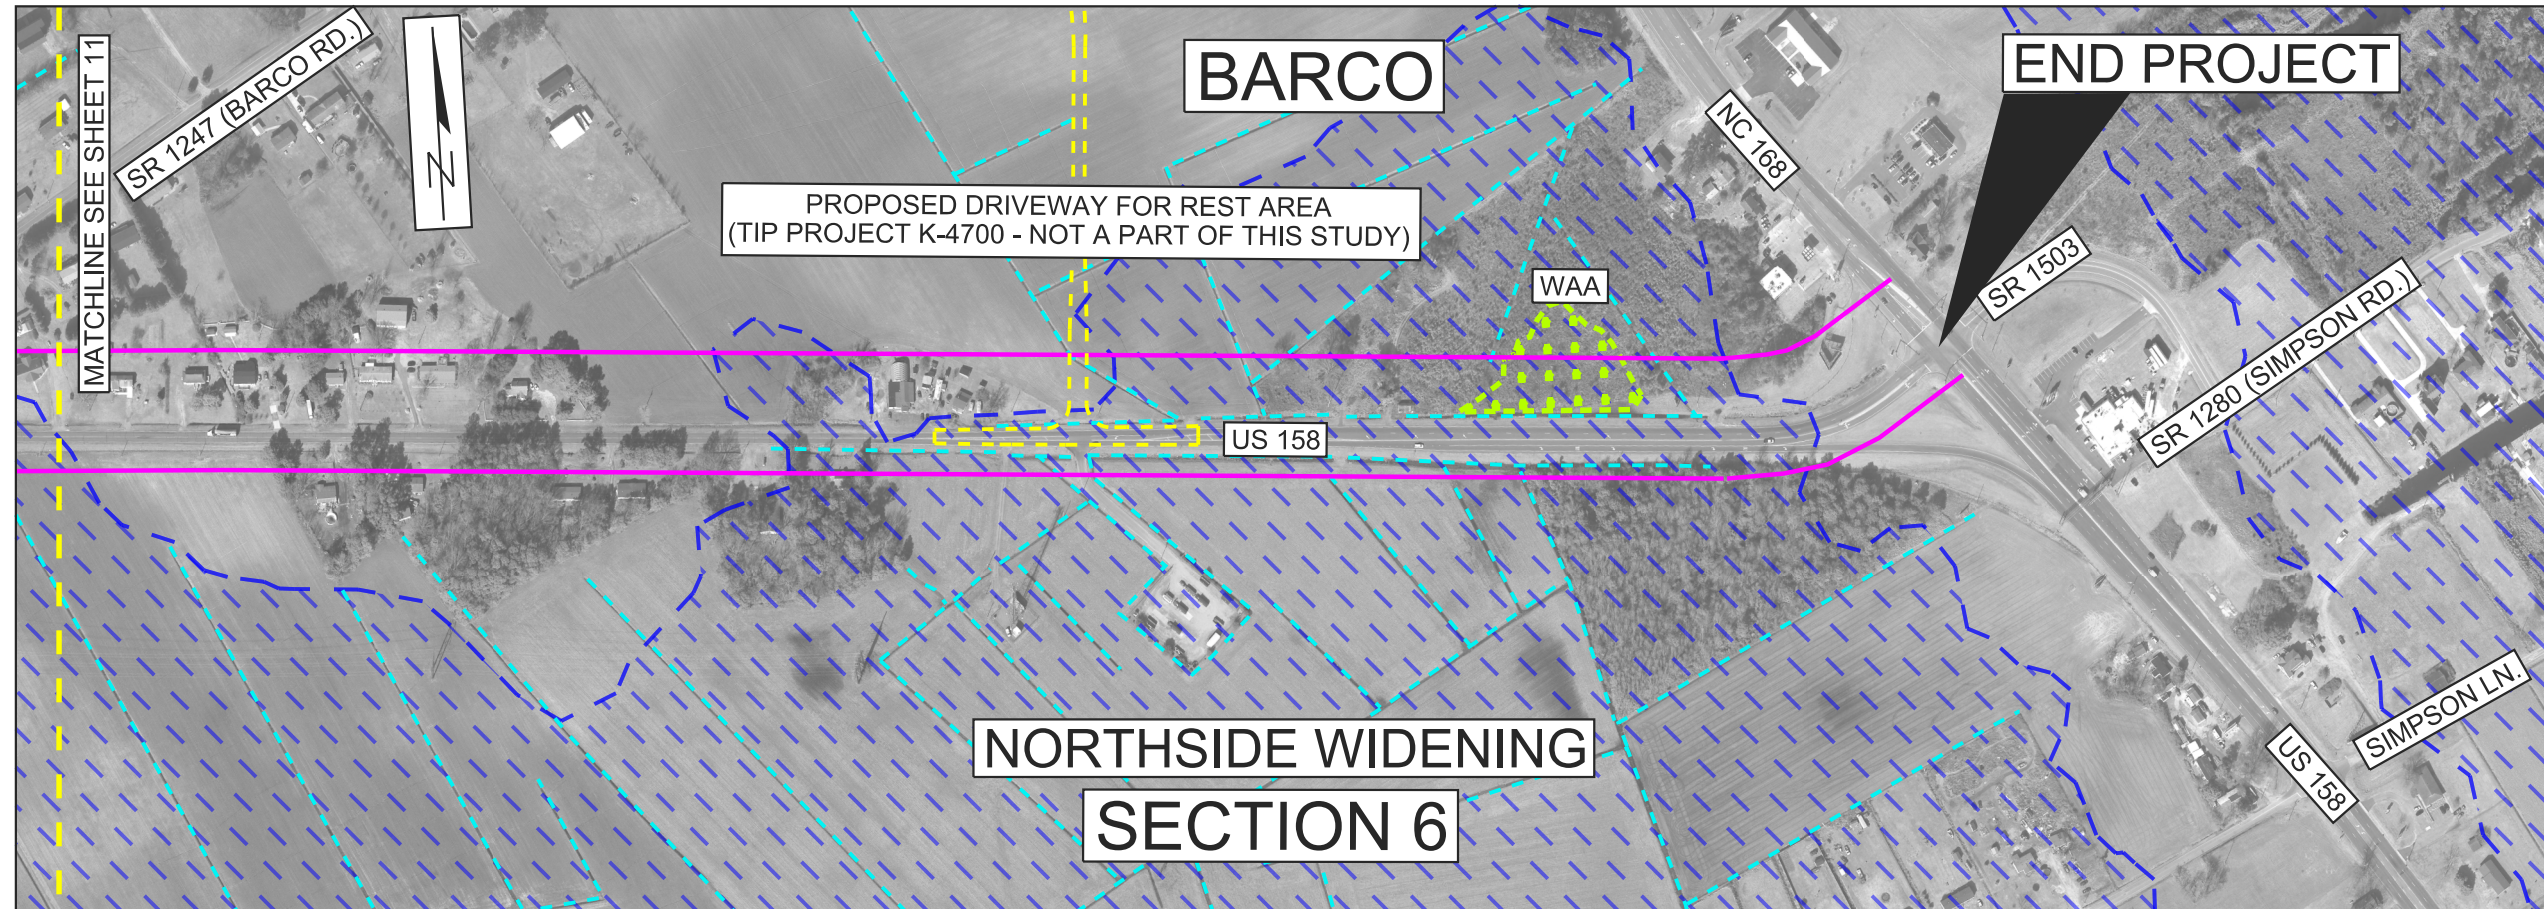 MATCHLINE SEE SHEET 11
SR 1247 (BARCO RD.)
N
BARCO
END PROJECT
NC 168
PROPOSED DRIVEWAY FOR REST AREA
(TIP PROJECT K-4700 - NOT A PART OF THIS STUDY)
WAA
SR 1503
SR 1280 (SIMPSON RD.)
US 158
NORTHSIDE WIDENING
SECTION 6
SIMPSON LN.
US 158